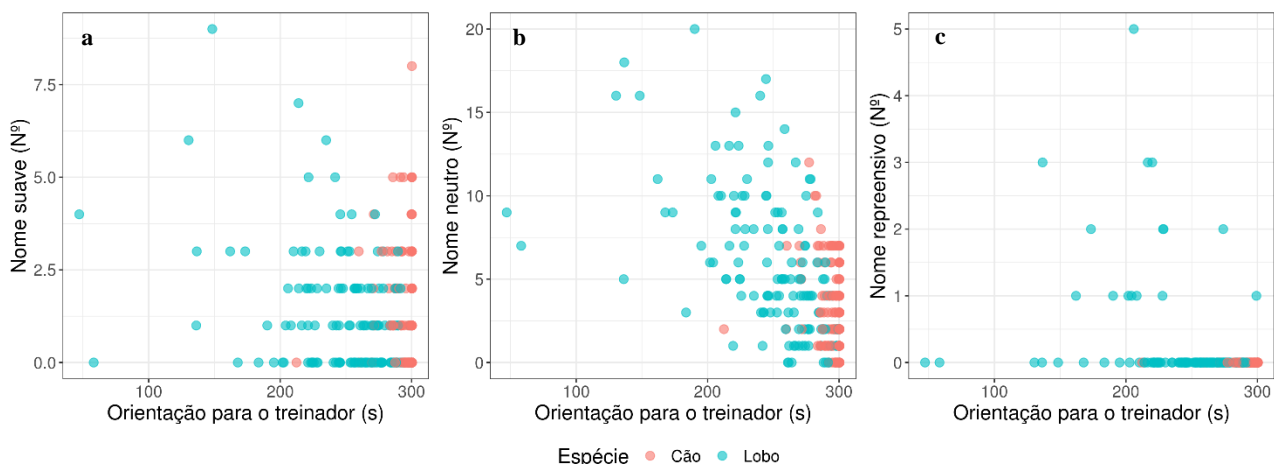 a
Nome suave (Nº)
7.5
5.0
2.5
0.0
100
200
300
Orientação para o treinador (s)
b
Nome neutro (Nº)
20
15
10
5
0
100
200
300
Orientação para o treinador (s)
c
Nome repreensivo (Nº)
5
4
3
2
1
0
100
200
300
Orientação para o treinador (s)
Espécie Cão Lobo